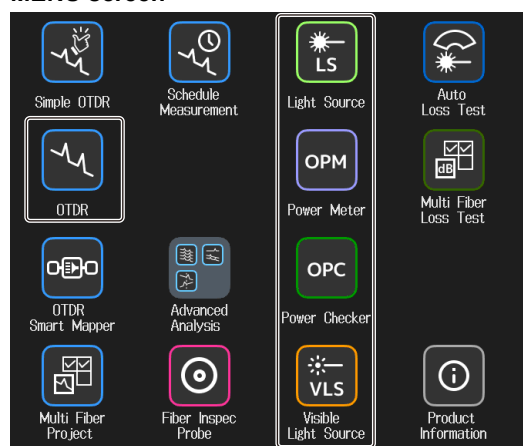 MENU screen
Simple OTDR
Schedule
Measurement
LS
Light Source
Auto
Loss Test
OTDR
OPM
Power Meter
dB
Multi Fiber
Loss Test
OTDR
Smart Mapper
Advanced
Analysis
OPC
Power Checker
Multi Fiber
Project
Fiber Inspec
Probe
VLS
Visible
Light Source
Product
Information